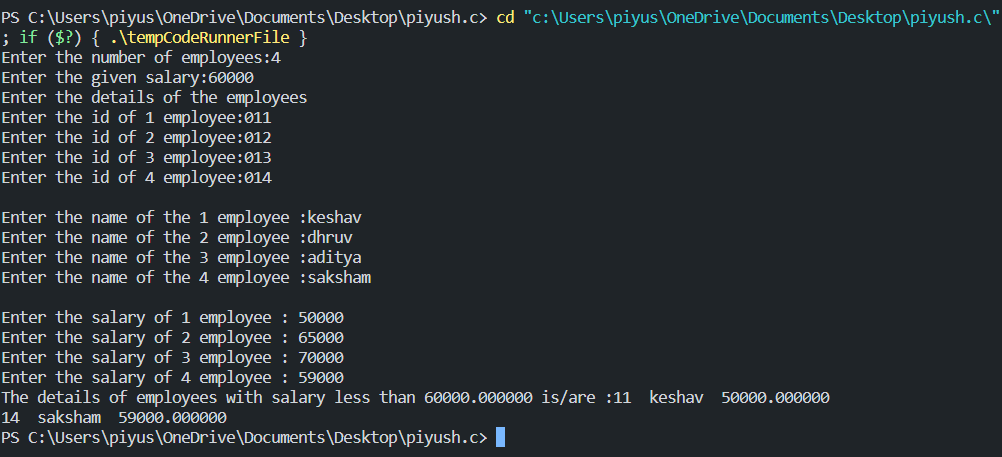 PS C:\Users\piyus\OneDrive\Documents\Desktop\piyush.c> cd "c:\Users\piyus\OneDrive\Documents\Desktop\piyush.c\"
; if ($?) { .\tempCodeRunnerFile }
Enter the number of employees:4
Enter the given salary:60000
Enter the details of the employees
Enter the id of 1 employee:011
Enter the id of 2 employee:012
Enter the id of 3 employee:013
Enter the id of 4 employee:014

Enter the name of the 1 employee :keshav
Enter the name of the 2 employee :dhruv
Enter the name of the 3 employee :aditya
Enter the name of the 4 employee :saksham

Enter the salary of 1 employee : 50000
Enter the salary of 2 employee : 65000
Enter the salary of 3 employee : 70000
Enter the salary of 4 employee : 59000
The details of employees with salary less than 60000.000000 is/are :11  keshav  50000.000000
14  saksham  59000.000000
PS C:\Users\piyus\OneDrive\Documents\Desktop\piyush.c>